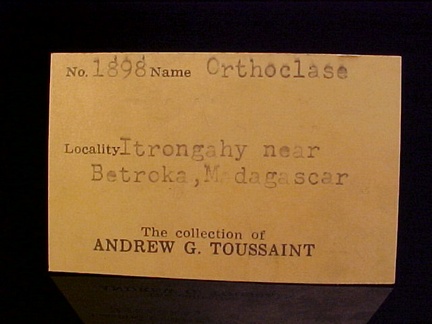 No. 1898 Name Orthoclase
Locality Itrongahy near
Betroka, Madagascar
The collection of
ANDREW G. TOUSSAINT